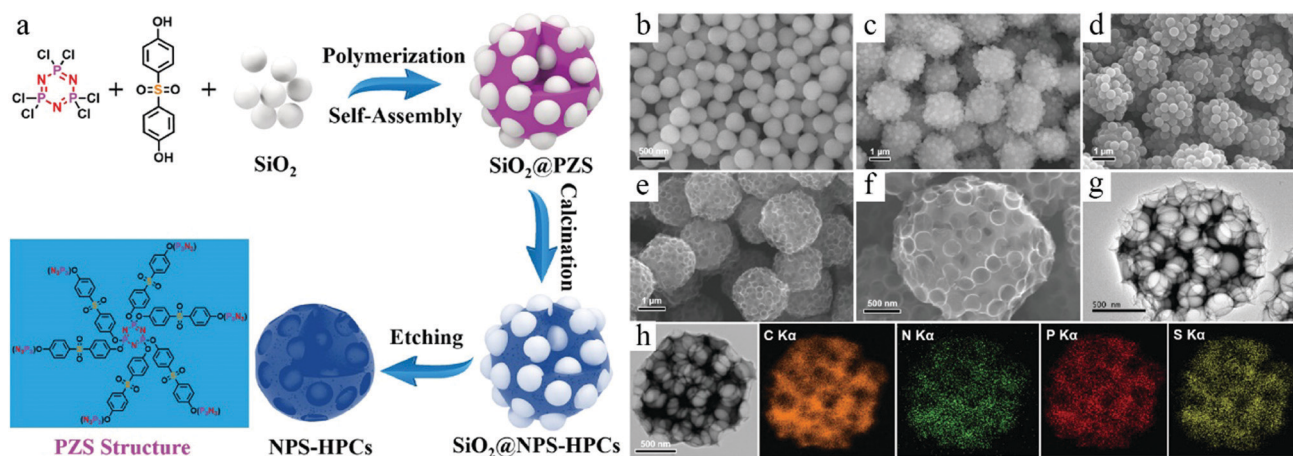 a
Cl Cl
P
N N
Cl P P Cl
Cl N Cl
+
OH
O=S=O
OH
+
SiO₂
Polymerization
Self-Assembly
SiO₂@PZS
Calcination
SiO₂@NPS-HPCs
Etching
NPS-HPCs
PZS Structure
b
500 nm
c
1 μm
d
1 μm
e
1 μm
f
500 nm
g
500 nm
h
500 nm
C Kα
N Kα
P Kα
S Kα